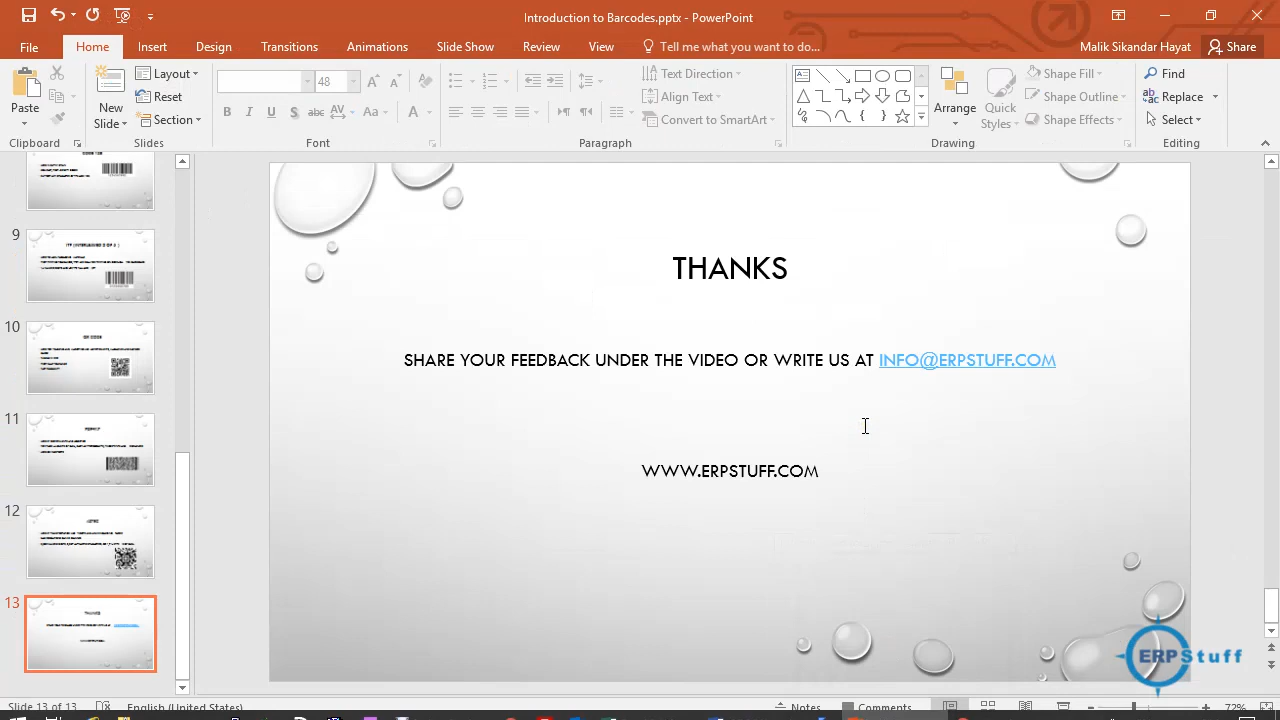 Introduction to Barcodes.pptx - PowerPoint
File Home Insert Design Transitions Animations Slide Show Review View Tell me what you want to do... Malik Sikandar Hayat Share
Paste
New Slide
Layout
Reset
Section
48
B I U S abc AV Aa A
Text Direction
Align Text
Convert to SmartArt
Arrange
Quick Styles
Shape Fill
Shape Outline
Shape Effects
Find
Replace
Select
Clipboard Slides Font Paragraph Drawing Editing
9
10
11
12
13
THANKS
SHARE YOUR FEEDBACK UNDER THE VIDEO OR WRITE US AT INFO@ERPSTUFF.COM
WWW.ERPSTUFF.COM
ERPStuff
Slide 13 of 13 English (United States) Notes Comments 72%